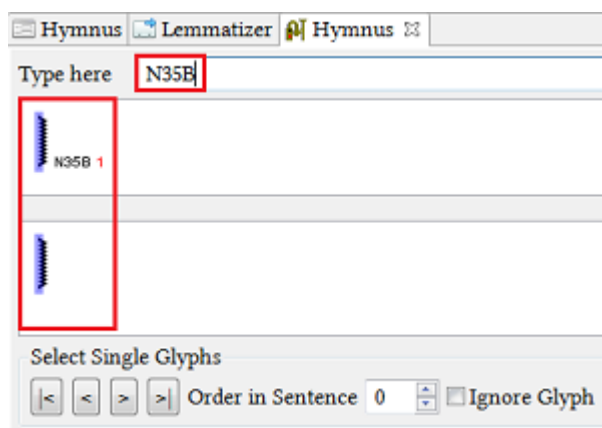 Hymnus Lemmatizer Hymnus
Type here N35B
N35B 1
Select Single Glyphs
|< < > >| Order in Sentence 0 Ignore Glyph